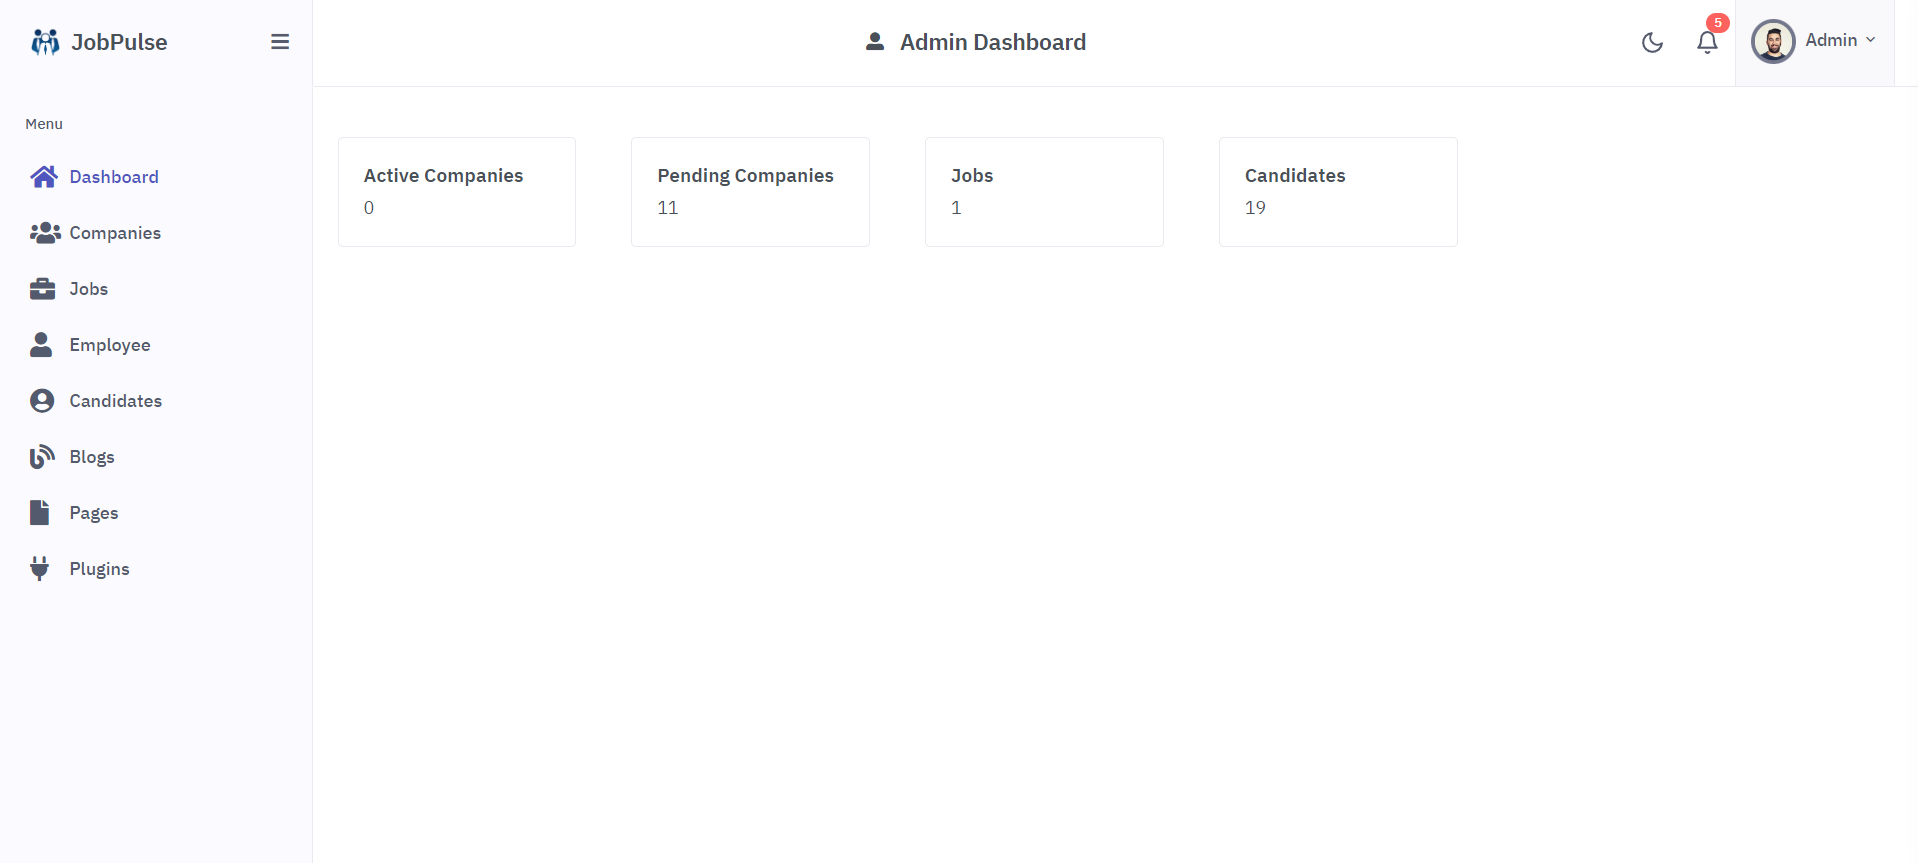 JobPulse
Admin Dashboard
5
Admin
Menu
Dashboard
Companies
Jobs
Employee
Candidates
Blogs
Pages
Plugins
Active Companies
0
Pending Companies
11
Jobs
1
Candidates
19